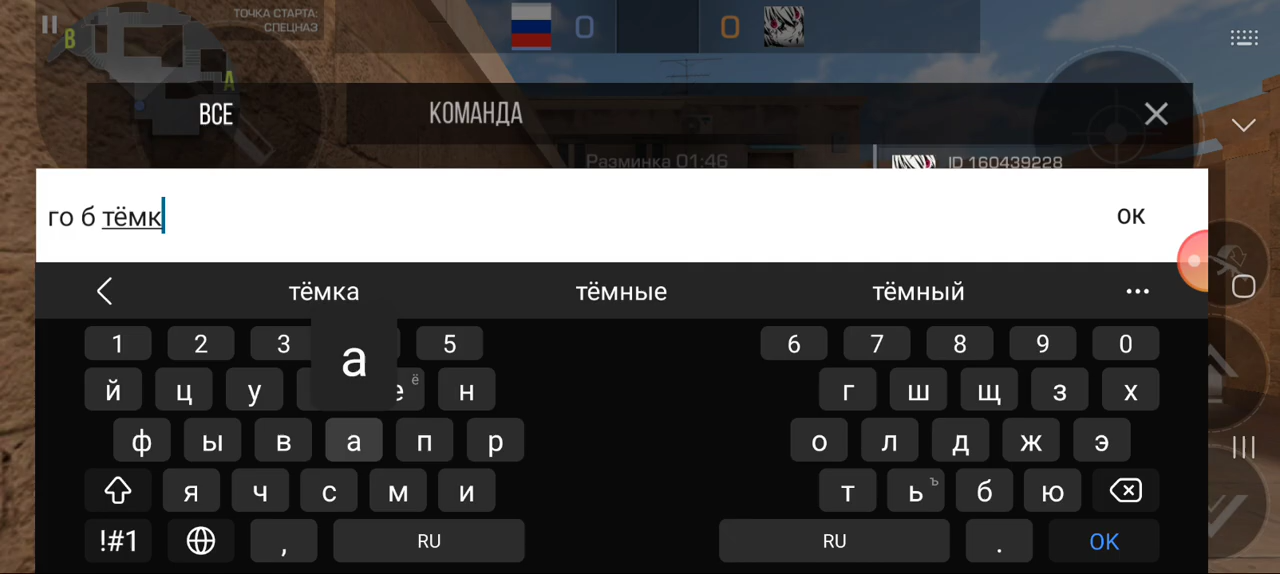 ТОЧКА СТАРТА:
СПЕЦНАЗ
B
A
0 0
ВСЕ КОМАНДА
Разминка 01:46
ID 160439228
го б тёмк
ОК
тёмка тёмные тёмный
1 2 3 5 6 7 8 9 0
а
й ц у е ё н г ш щ з х
ф ы в а п р о л д ж э
я ч с м и т ь ъ б ю
!#1 , RU RU . OK